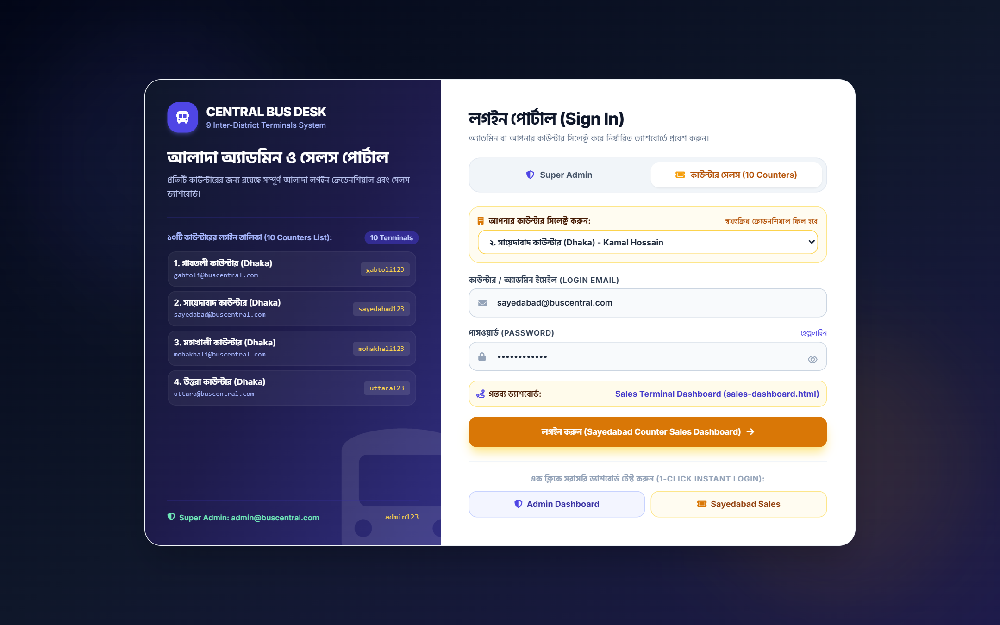 CENTRAL BUS DESK
9 Inter-District Terminals System
আলাদা অ্যাডমিন ও সেলস পোর্টাল
প্রতিটি কাউন্টারের জন্য রয়েছে সম্পূর্ণ আলাদা লগইন ক্রেডেনশিয়াল এবং সেলস
ড্যাশবোর্ড।
১০টি কাউন্টারের লগইন তালিকা (10 Counters List):
10 Terminals
1. গাবতলী কাউন্টার (Dhaka)
gabtoli@buscentral.com
gabtoli123
2. সায়েদাবাদ কাউন্টার (Dhaka)
sayedabad@buscentral.com
sayedabad123
3. মহাখালী কাউন্টার (Dhaka)
mohakhali@buscentral.com
mohakhali123
4. উত্তরা কাউন্টার (Dhaka)
uttara@buscentral.com
uttara123
Super Admin: admin@buscentral.com
admin123
লগইন পোর্টাল (Sign In)
অ্যাডমিন বা আপনার কাউন্টার সিলেক্ট করে নির্ধারিত ড্যাশবোর্ডে প্রবেশ করুন।
Super Admin
কাউন্টার সেলস (10 Counters)
আপনার কাউন্টার সিলেক্ট করুন:
স্বয়ংক্রিয় ক্রেডেনশিয়াল ফিল হবে
২. সায়েদাবাদ কাউন্টার (Dhaka) - Kamal Hossain
কাউন্টার / অ্যাডমিন ইমেইল (LOGIN EMAIL)
sayedabad@buscentral.com
পাসওয়ার্ড (PASSWORD)
হেল্পলাইন
••••••••••••
গন্তব্য ড্যাশবোর্ড:
Sales Terminal Dashboard (sales-dashboard.html)
লগইন করুন (Sayedabad Counter Sales Dashboard) →
এক ক্লিকে সরাসরি ড্যাশবোর্ড টেস্ট করুন (1-CLICK INSTANT LOGIN):
Admin Dashboard
Sayedabad Sales